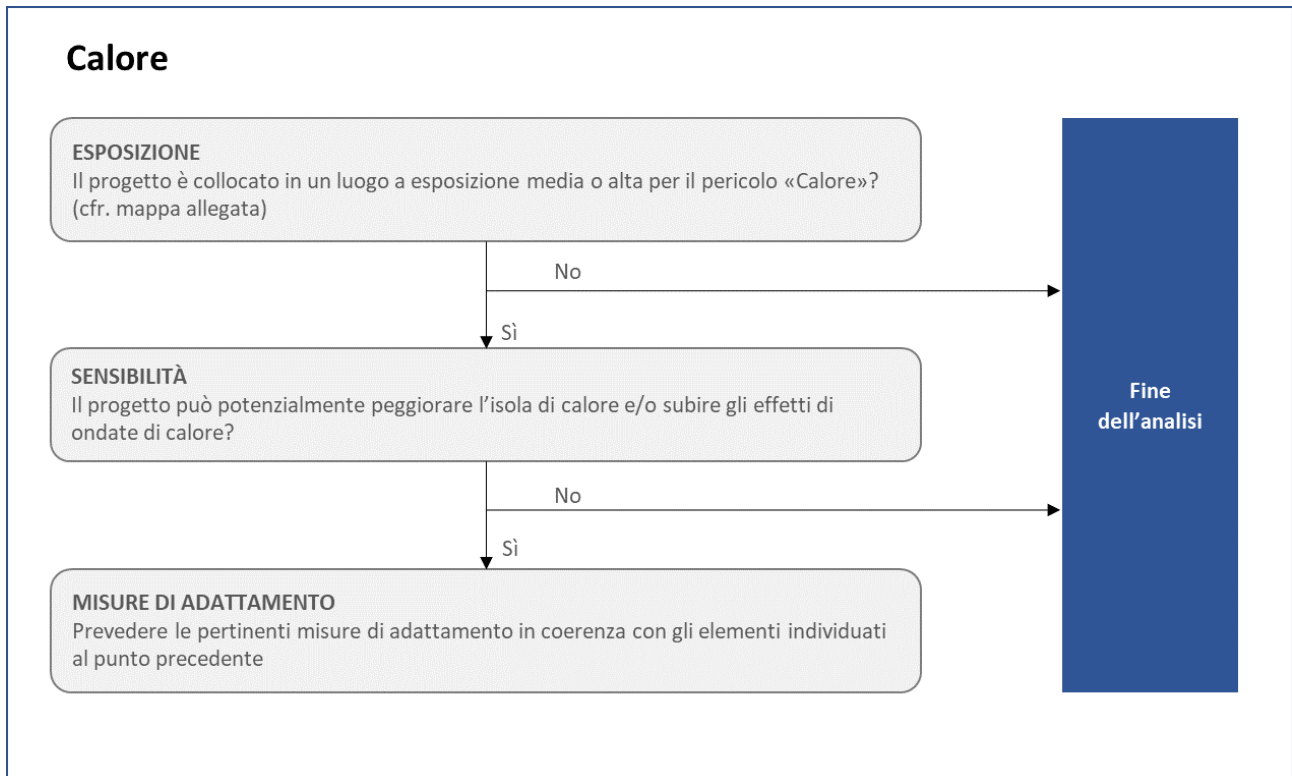 Calore
ESPOSIZIONE
Il progetto è collocato in un luogo a esposizione media o alta per il pericolo «Calore»?
(cfr. mappa allegata)
No
Sì
SENSIBILITÀ
Il progetto può potenzialmente peggiorare l’isola di calore e/o subire gli effetti di
ondate di calore?
Fine
dell’analisi
No
Sì
MISURE DI ADATTAMENTO
Prevedere le pertinenti misure di adattamento in coerenza con gli elementi individuati
al punto precedente